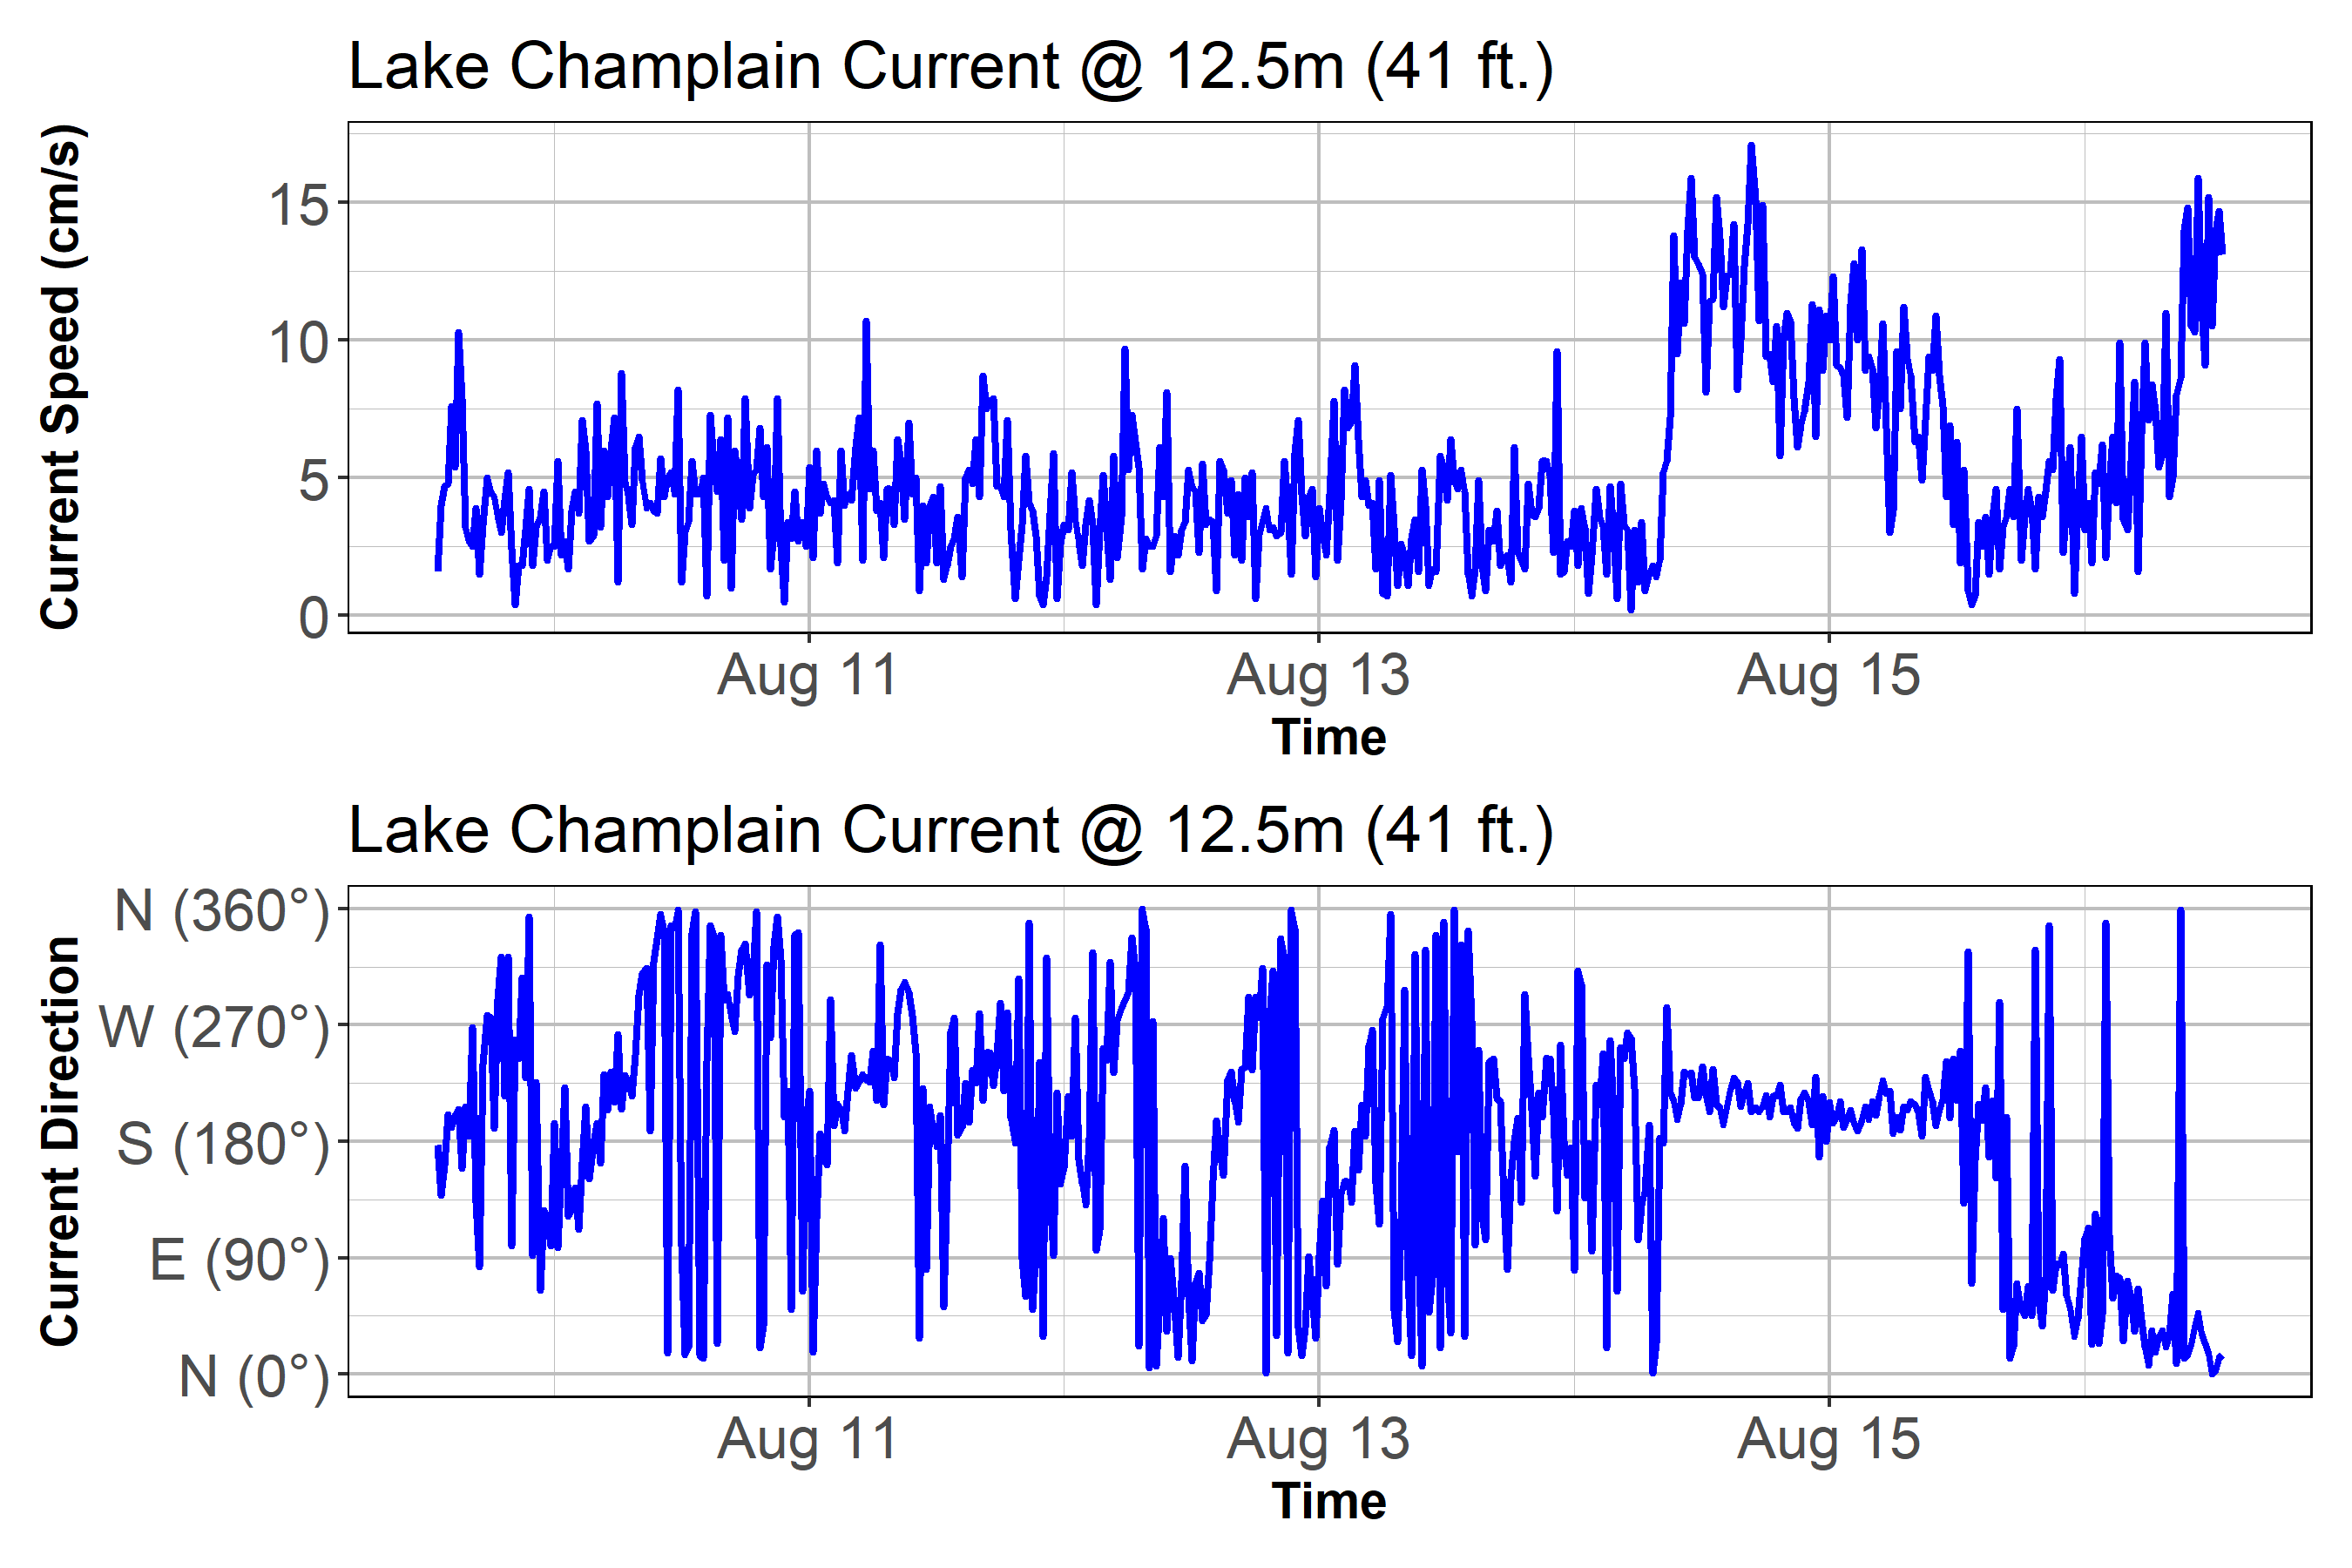 Lake Champlain Current @ 12.5m (41 ft.)
Current Speed (cm/s)
15
10
5
0
Aug 11 Aug 13 Aug 15
Time
Lake Champlain Current @ 12.5m (41 ft.)
Current Direction
N (360°)
W (270°)
S (180°)
E (90°)
N (0°)
Aug 11 Aug 13 Aug 15
Time